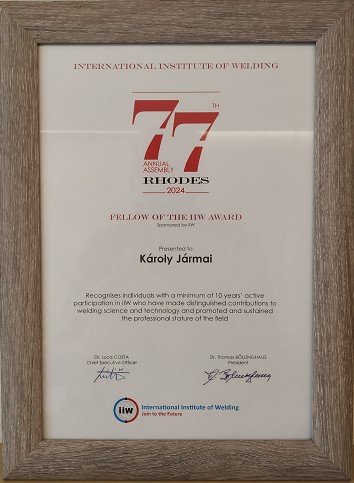 INTERNATIONAL INSTITUTE OF WELDING
77TH
ANNUAL
ASSEMBLY
RHODES
2024
FELLOW OF THE IIW AWARD
Sponsored by IIW
Presented to
Károly Jármai
Recognises individuals with a minimum of 10 years' active
participation in IIW who have made distinguished contributions to
welding science and technology and promoted and sustained
the professional stature of the field
Dr. Luca COSTA
Chief Executive Officer
Dr. Thomas BÖLLINGHAUS
President
iiw
International Institute of Welding
Join to the Future